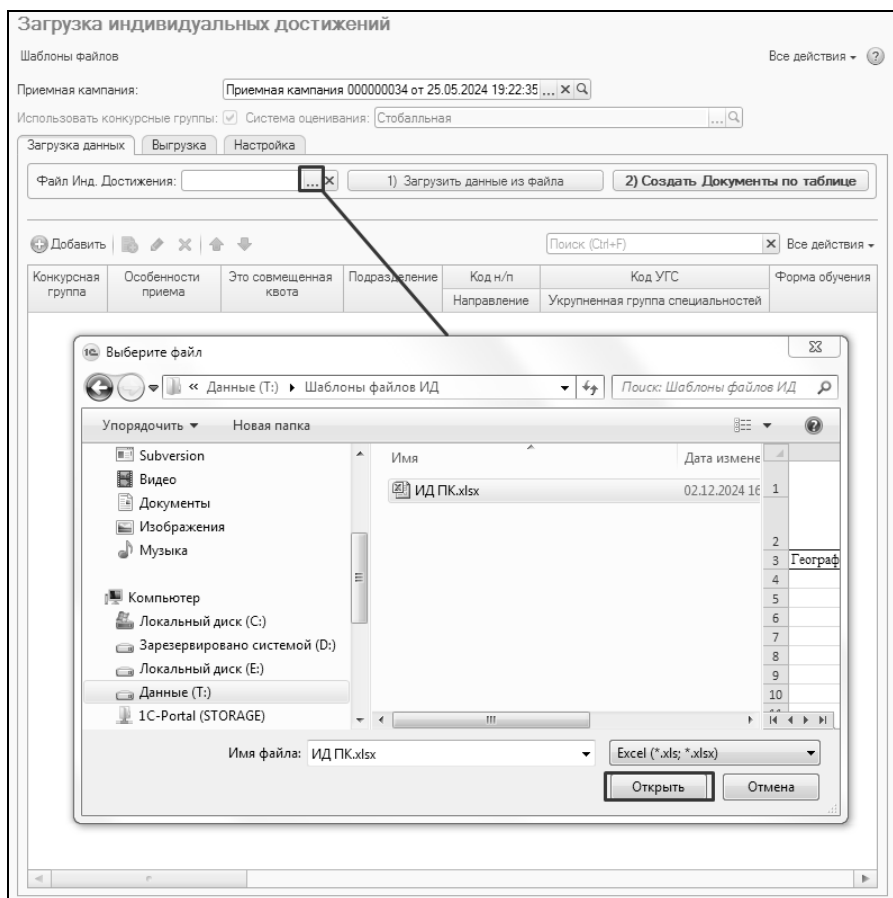 Загрузка индивидуальных достижений
Шаблоны файлов Все действия
Приемная кампания: Приемная кампания 000000034 от 25.05.2024 19:22:35 ...
Использовать конкурсные группы: Система оценивания: Стобалльная ...
Загрузка данных Выгрузка Настройка
Файл Инд. Достижения: ... 1) Загрузить данные из файла 2) Создать Документы по таблице
Добавить Поиск (Ctrl+F) Все действия
Конкурсная группа Особенности приема Это совмещенная квота Подразделение Код н/п Код УГС Форма обучения
Направление Укрупненная группа специальностей
1С Выберите файл
« Данные (T:) Шаблоны файлов ИД Поиск: Шаблоны файлов ИД
Упорядочить Новая папка
Subversion Имя Дата измене
Видео ИД ПК.xlsx 02.12.2024 16 1
Документы
Изображения
Музыка 2
3 Географ
4
Компьютер 5
Локальный диск (C:) 6
Зарезервировано системой (D:) 7
8
Локальный диск (E:) 9
Данные (T:) 10
1C-Portal (STORAGE)
Имя файла: ИД ПК.xlsx Excel (*.xls; *.xlsx)
Открыть Отмена